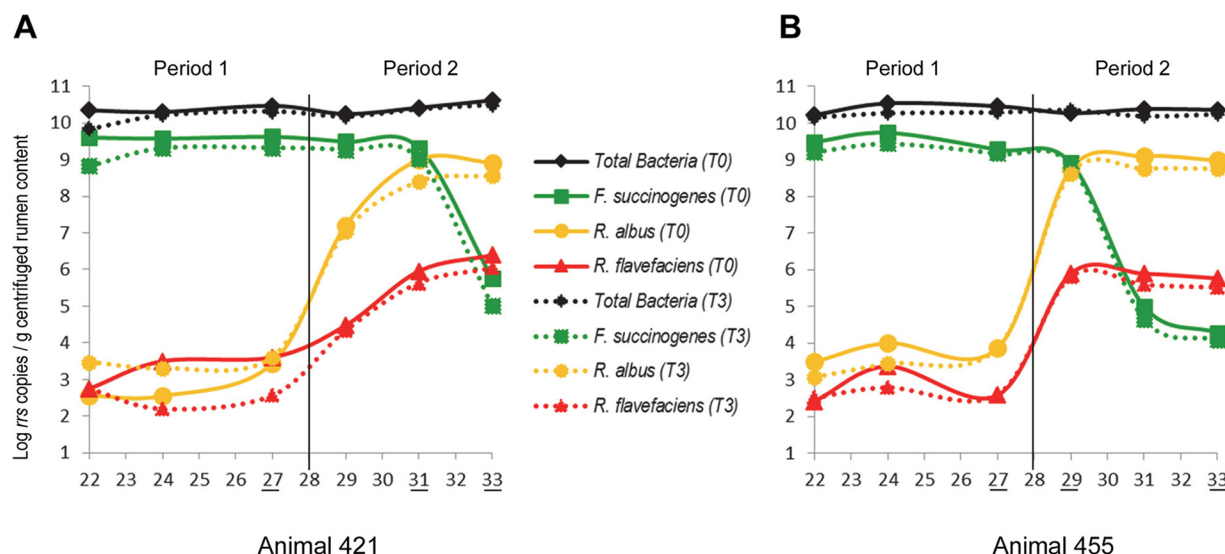 A
Period 1 Period 2
11
10
9
8
7
6
5
4
3
2
1
Log rrs copies / g centrifuged rumen content
22 23 24 25 26 27 28 29 30 31 32 33
Animal 421
Total Bacteria (T0)
F. succinogenes (T0)
R. albus (T0)
R. flavefaciens (T0)
Total Bacteria (T3)
F. succinogenes (T3)
R. albus (T3)
R. flavefaciens (T3)
B
Period 1 Period 2
11
10
9
8
7
6
5
4
3
2
1
22 23 24 25 26 27 28 29 30 31 32 33
Animal 455